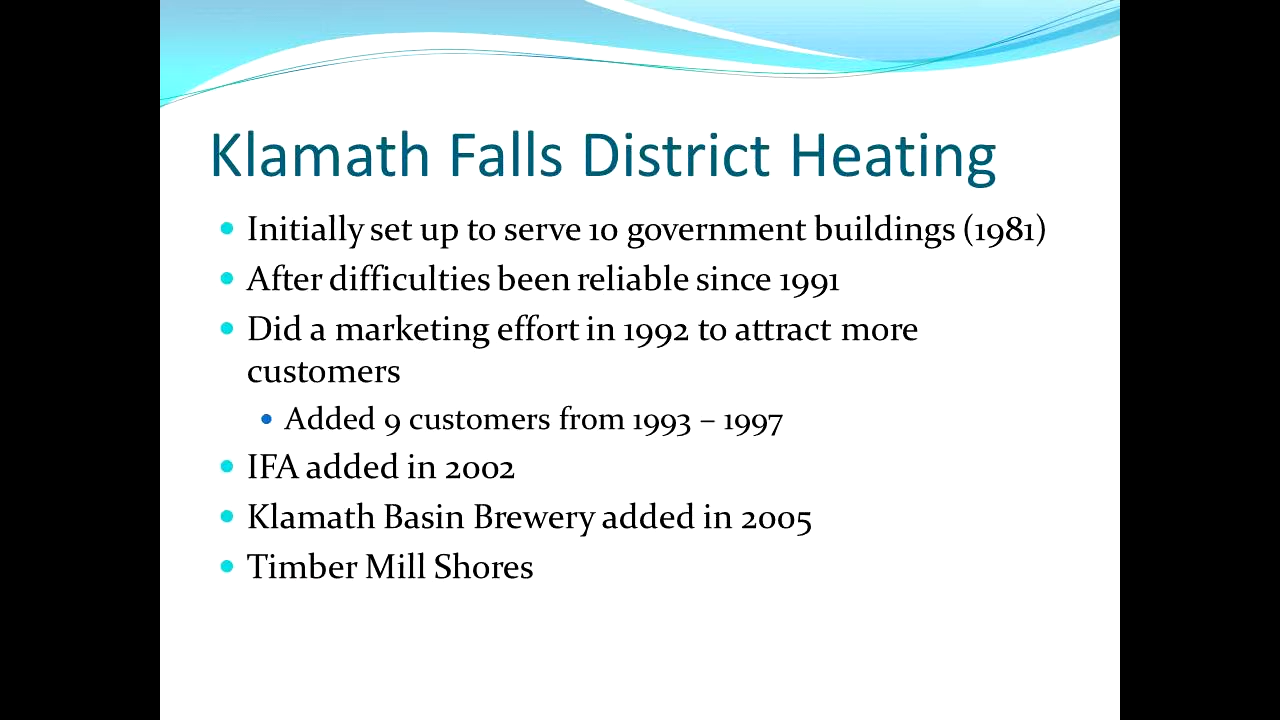 Klamath Falls District Heating
• Initially set up to serve 10 government buildings (1981)
• After difficulties been reliable since 1991
• Did a marketing effort in 1992 to attract more
customers
• Added 9 customers from 1993 – 1997
• IFA added in 2002
• Klamath Basin Brewery added in 2005
• Timber Mill Shores